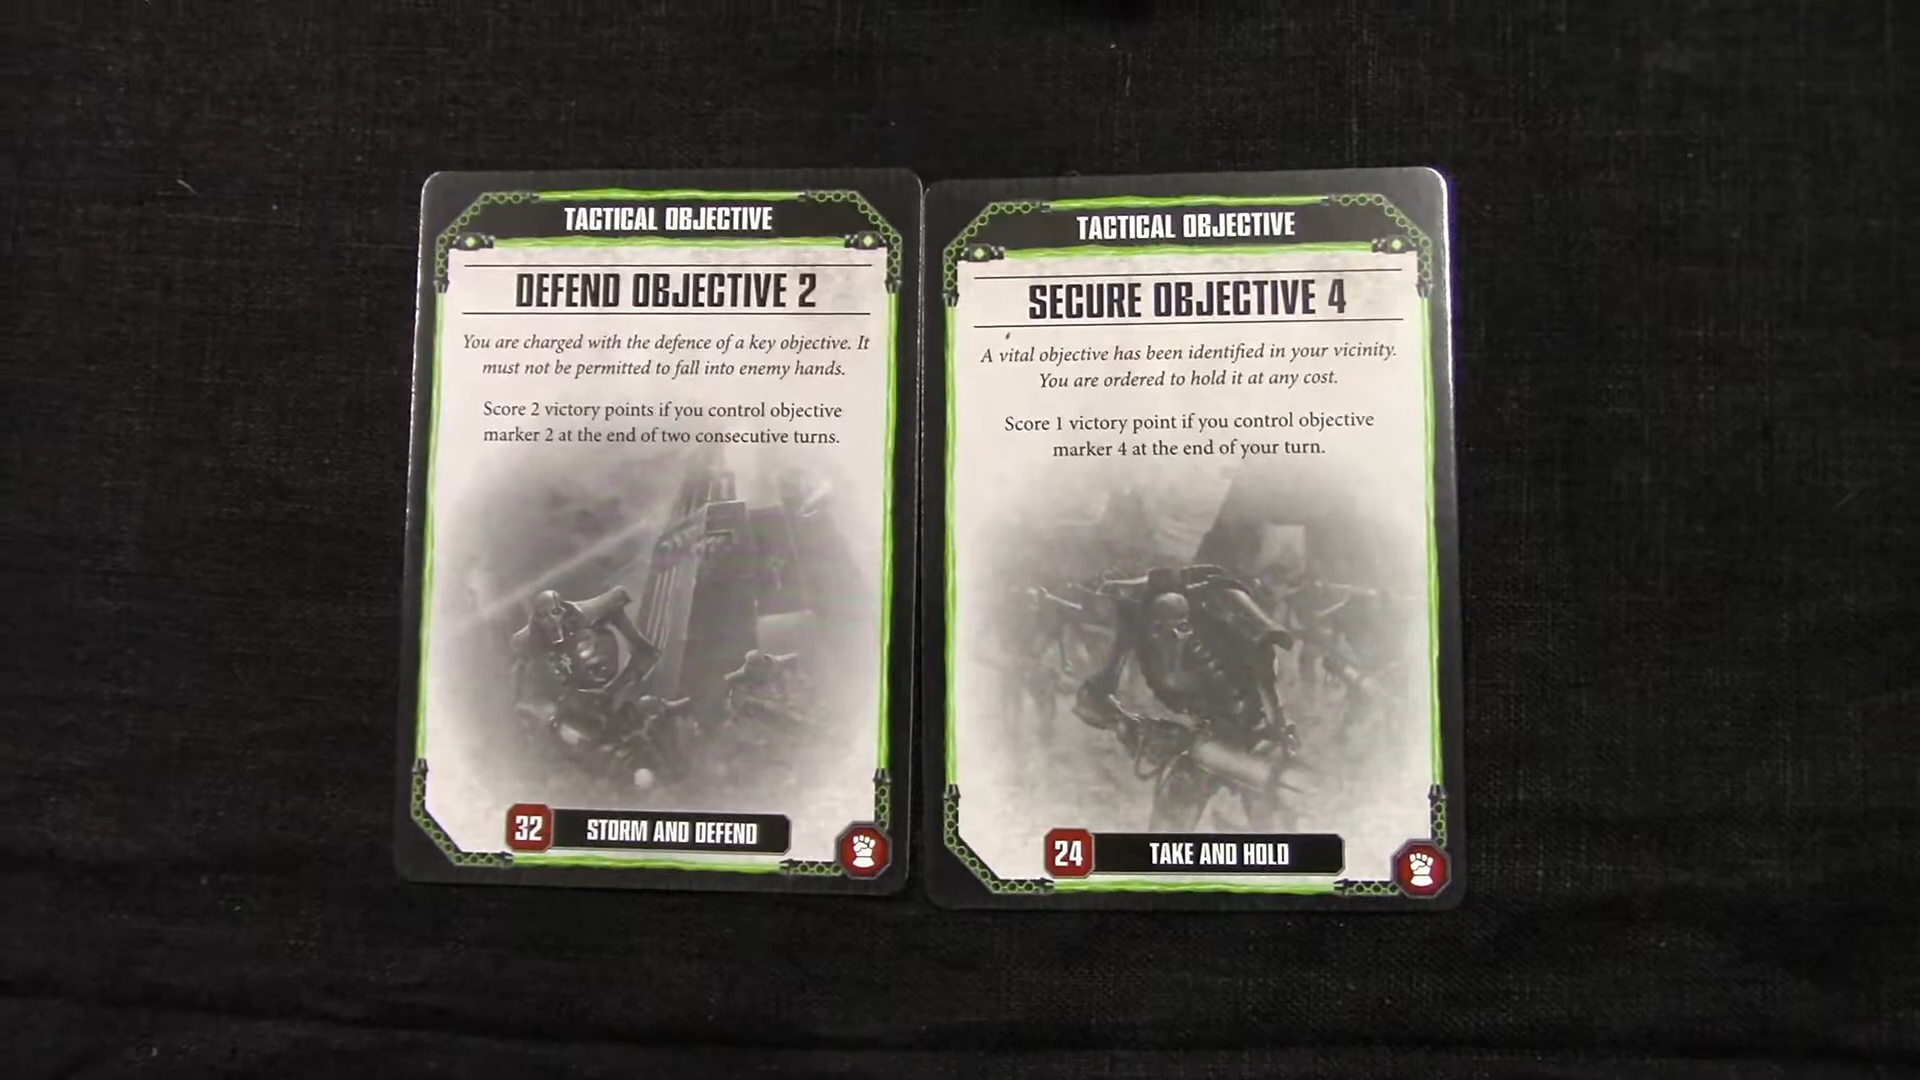 TACTICAL OBJECTIVE
DEFEND OBJECTIVE 2
You are charged with the defence of a key objective. It
must not be permitted to fall into enemy hands.
Score 2 victory points if you control objective
marker 2 at the end of two consecutive turns.
32 STORM AND DEFEND
TACTICAL OBJECTIVE
SECURE OBJECTIVE 4
A vital objective has been identified in your vicinity.
You are ordered to hold it at any cost.
Score 1 victory point if you control objective
marker 4 at the end of your turn.
24 TAKE AND HOLD